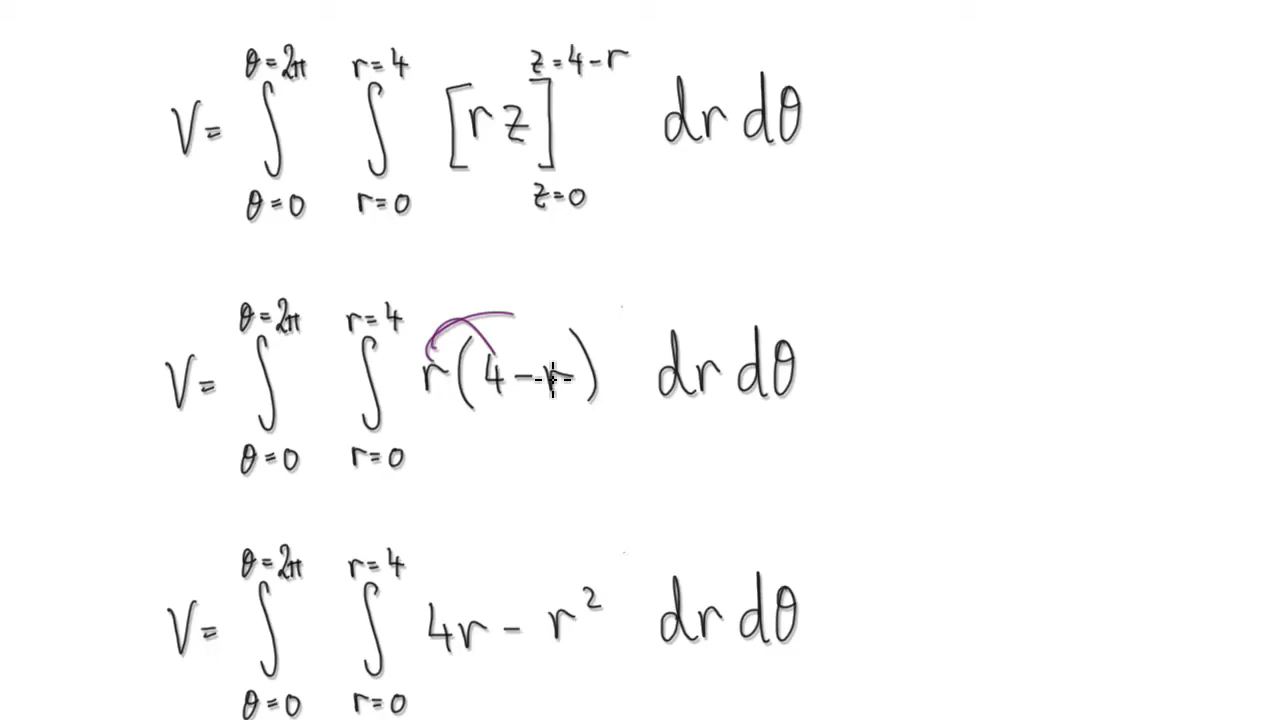 θ=2π r=4 z=4-r
V= ∫ ∫ [rz] dr dθ
θ=0 r=0 z=0
θ=2π r=4
V= ∫ ∫ r(4-r) dr dθ
θ=0 r=0
θ=2π r=4
V= ∫ ∫ 4r - r² dr dθ
θ=0 r=0